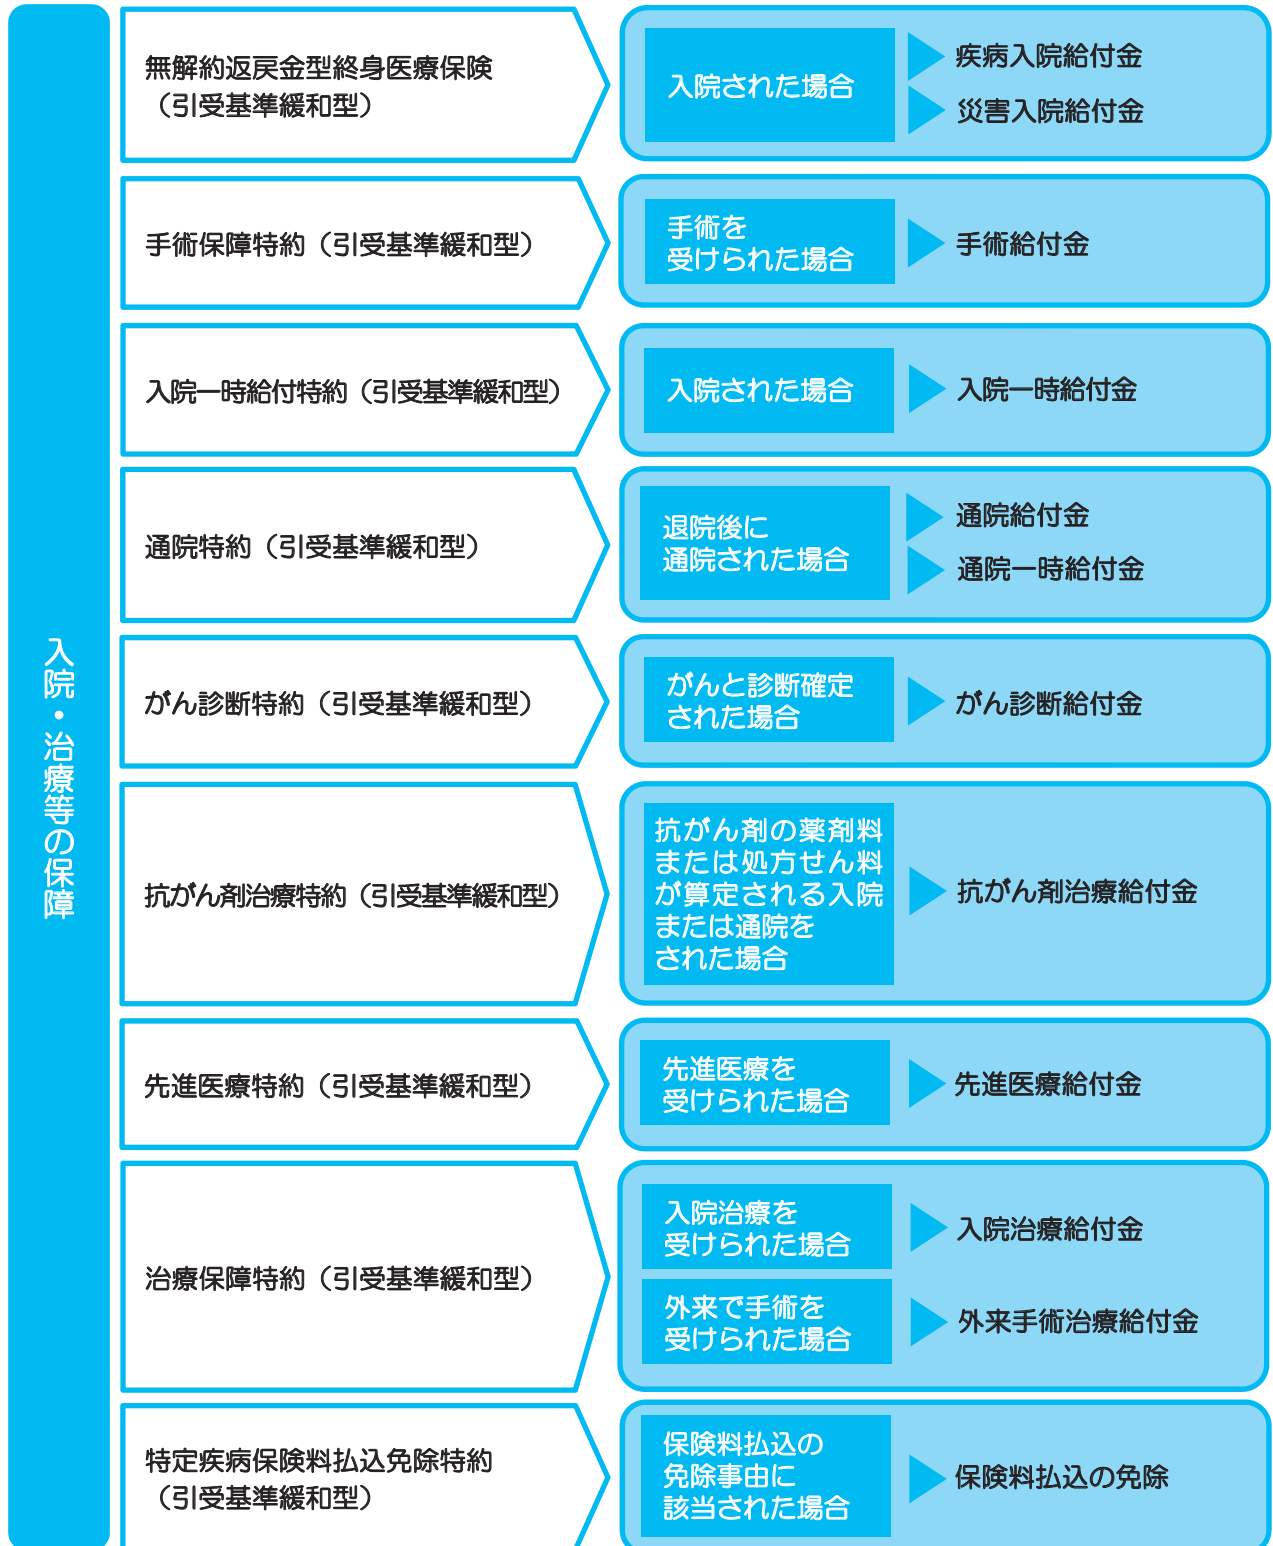 入院・治療等の保障
無解約返戻金型終身医療保険
（引受基準緩和型）
入院された場合
疾病入院給付金
災害入院給付金
手術保障特約（引受基準緩和型）
手術を
受けられた場合
手術給付金
入院一時給付特約（引受基準緩和型）
入院された場合
入院一時給付金
通院特約（引受基準緩和型）
退院後に
通院された場合
通院給付金
通院一時給付金
がん診断特約（引受基準緩和型）
がんと診断確定
された場合
がん診断給付金
抗がん剤治療特約（引受基準緩和型）
抗がん剤の薬剤料
または処方せん料
が算定される入院
または通院を
された場合
抗がん剤治療給付金
先進医療特約（引受基準緩和型）
先進医療を
受けられた場合
先進医療給付金
治療保障特約（引受基準緩和型）
入院治療を
受けられた場合
入院治療給付金
外来で手術を
受けられた場合
外来手術治療給付金
特定疾病保険料払込免除特約
（引受基準緩和型）
保険料払込の
免除事由に
該当された場合
保険料払込の免除